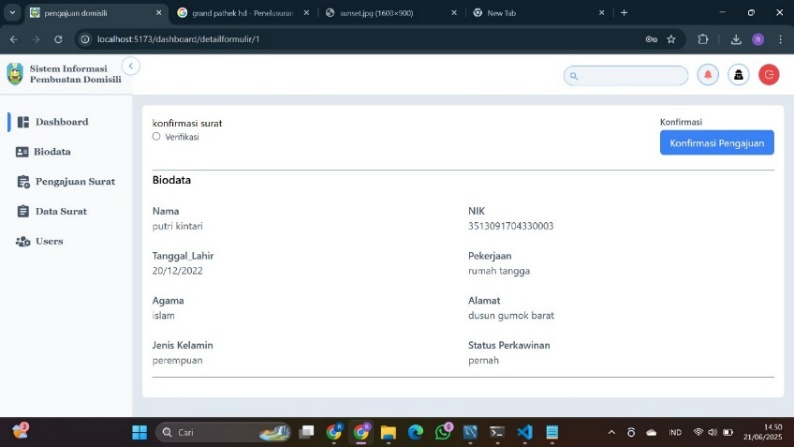 pengajuan domisili
grand pathek hd - Penelusuran
sunset.jpg (1600×900)
New Tab
localhost:5173/dashboard/detailformulir/1
Sistem Informasi
Pembuatan Domisili
G
Dashboard
Biodata
Pengajuan Surat
Data Surat
Users
konfirmasi surat
Verifikasi
Konfirmasi
Konfirmasi Pengajuan
Biodata
Nama
putri kintari
NIK
3513091704330003
Tanggal_Lahir
20/12/2022
Pekerjaan
rumah tangga
Agama
islam
Alamat
dusun gumok barat
Jenis Kelamin
perempuan
Status Perkawinan
pernah
Cari
IND
14.50
21/06/2025